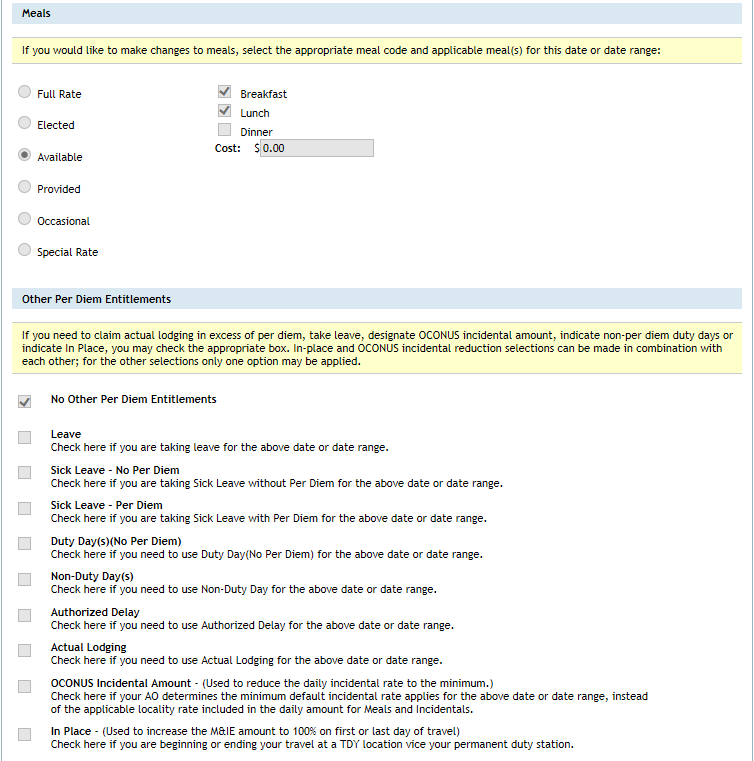 Meals
If you would like to make changes to meals, select the appropriate meal code and applicable meal(s) for this date or date range:
Full Rate
Elected
Available
Provided
Occasional
Special Rate
Breakfast
Lunch
Dinner
Cost: $0.00
Other Per Diem Entitlements
If you need to claim actual lodging in excess of per diem, take leave, designate OCONUS incidental amount, indicate non-per diem duty days or
indicate In Place, you may check the appropriate box. In-place and OCONUS incidental reduction selections can be made in combination with
each other; for the other selections only one option may be applied.
No Other Per Diem Entitlements
Leave
Check here if you are taking leave for the above date or date range.
Sick Leave - No Per Diem
Check here if you are taking Sick Leave without Per Diem for the above date or date range.
Sick Leave - Per Diem
Check here if you are taking Sick Leave with Per Diem for the above date or date range.
Duty Day(s)(No Per Diem)
Check here if you need to use Duty Day(No Per Diem) for the above date or date range.
Non-Duty Day(s)
Check here if you need to use Non-Duty Day for the above date or date range.
Authorized Delay
Check here if you need to use Authorized Delay for the above date or date range.
Actual Lodging
Check here if you need to use Actual Lodging for the above date or date range.
OCONUS Incidental Amount - (Used to reduce the daily incidental rate to the minimum.)
Check here if your AO determines the minimum default incidental rate applies for the above date or date range, instead
of the applicable locality rate included in the daily amount for Meals and Incidentals.
In Place - (Used to increase the M&IE amount to 100% on first or last day of travel)
Check here if you are beginning or ending your travel at a TDY location vice your permanent duty station.